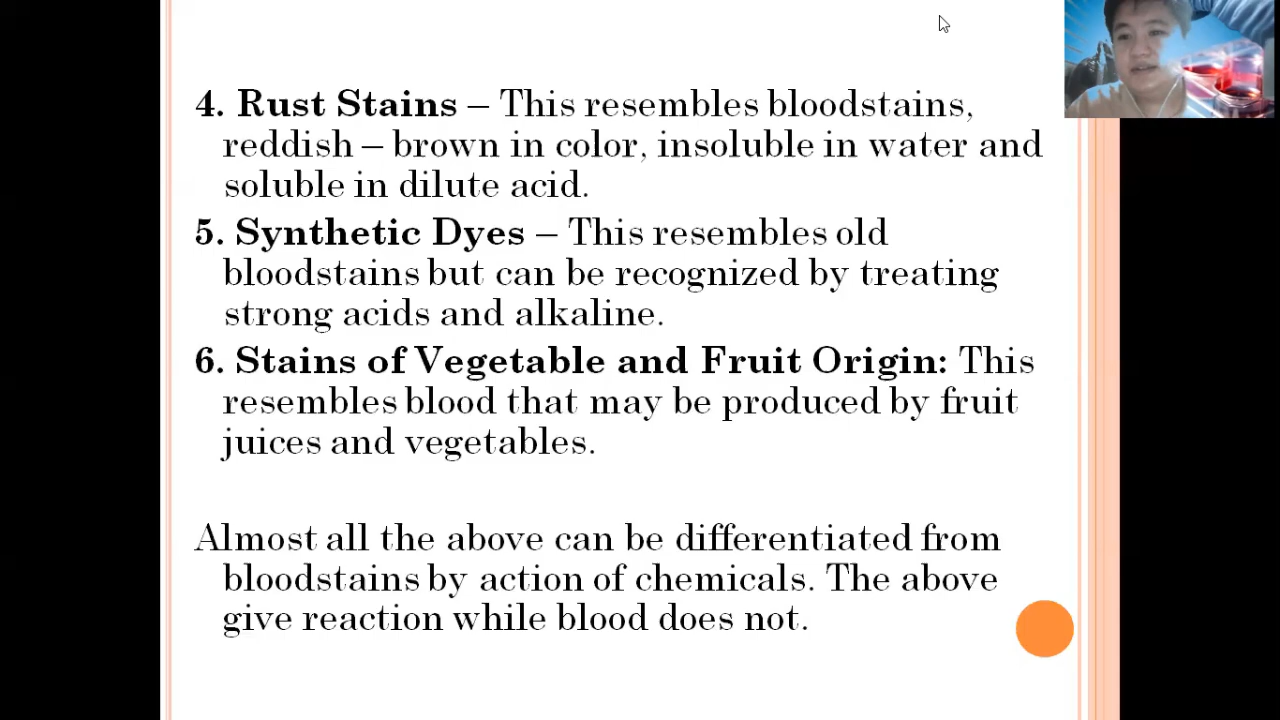 4. Rust Stains – This resembles bloodstains,
reddish – brown in color, insoluble in water and
soluble in dilute acid.
5. Synthetic Dyes – This resembles old
bloodstains but can be recognized by treating
strong acids and alkaline.
6. Stains of Vegetable and Fruit Origin: This
resembles blood that may be produced by fruit
juices and vegetables.
Almost all the above can be differentiated from
bloodstains by action of chemicals. The above
give reaction while blood does not.